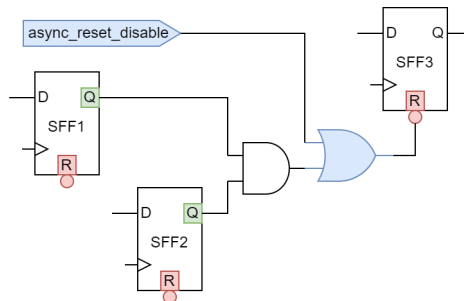 async_reset_disable
D Q
SFF3
R
D Q
SFF1
R
D Q
SFF2
R